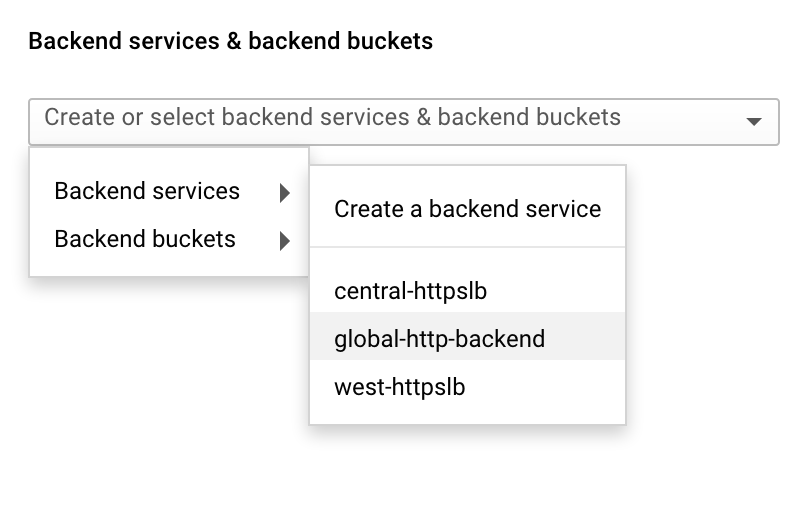 Backend services & backend buckets
Create or select backend services & backend buckets
Backend services
Backend buckets
Create a backend service
central-httpslb
global-http-backend
west-httpslb